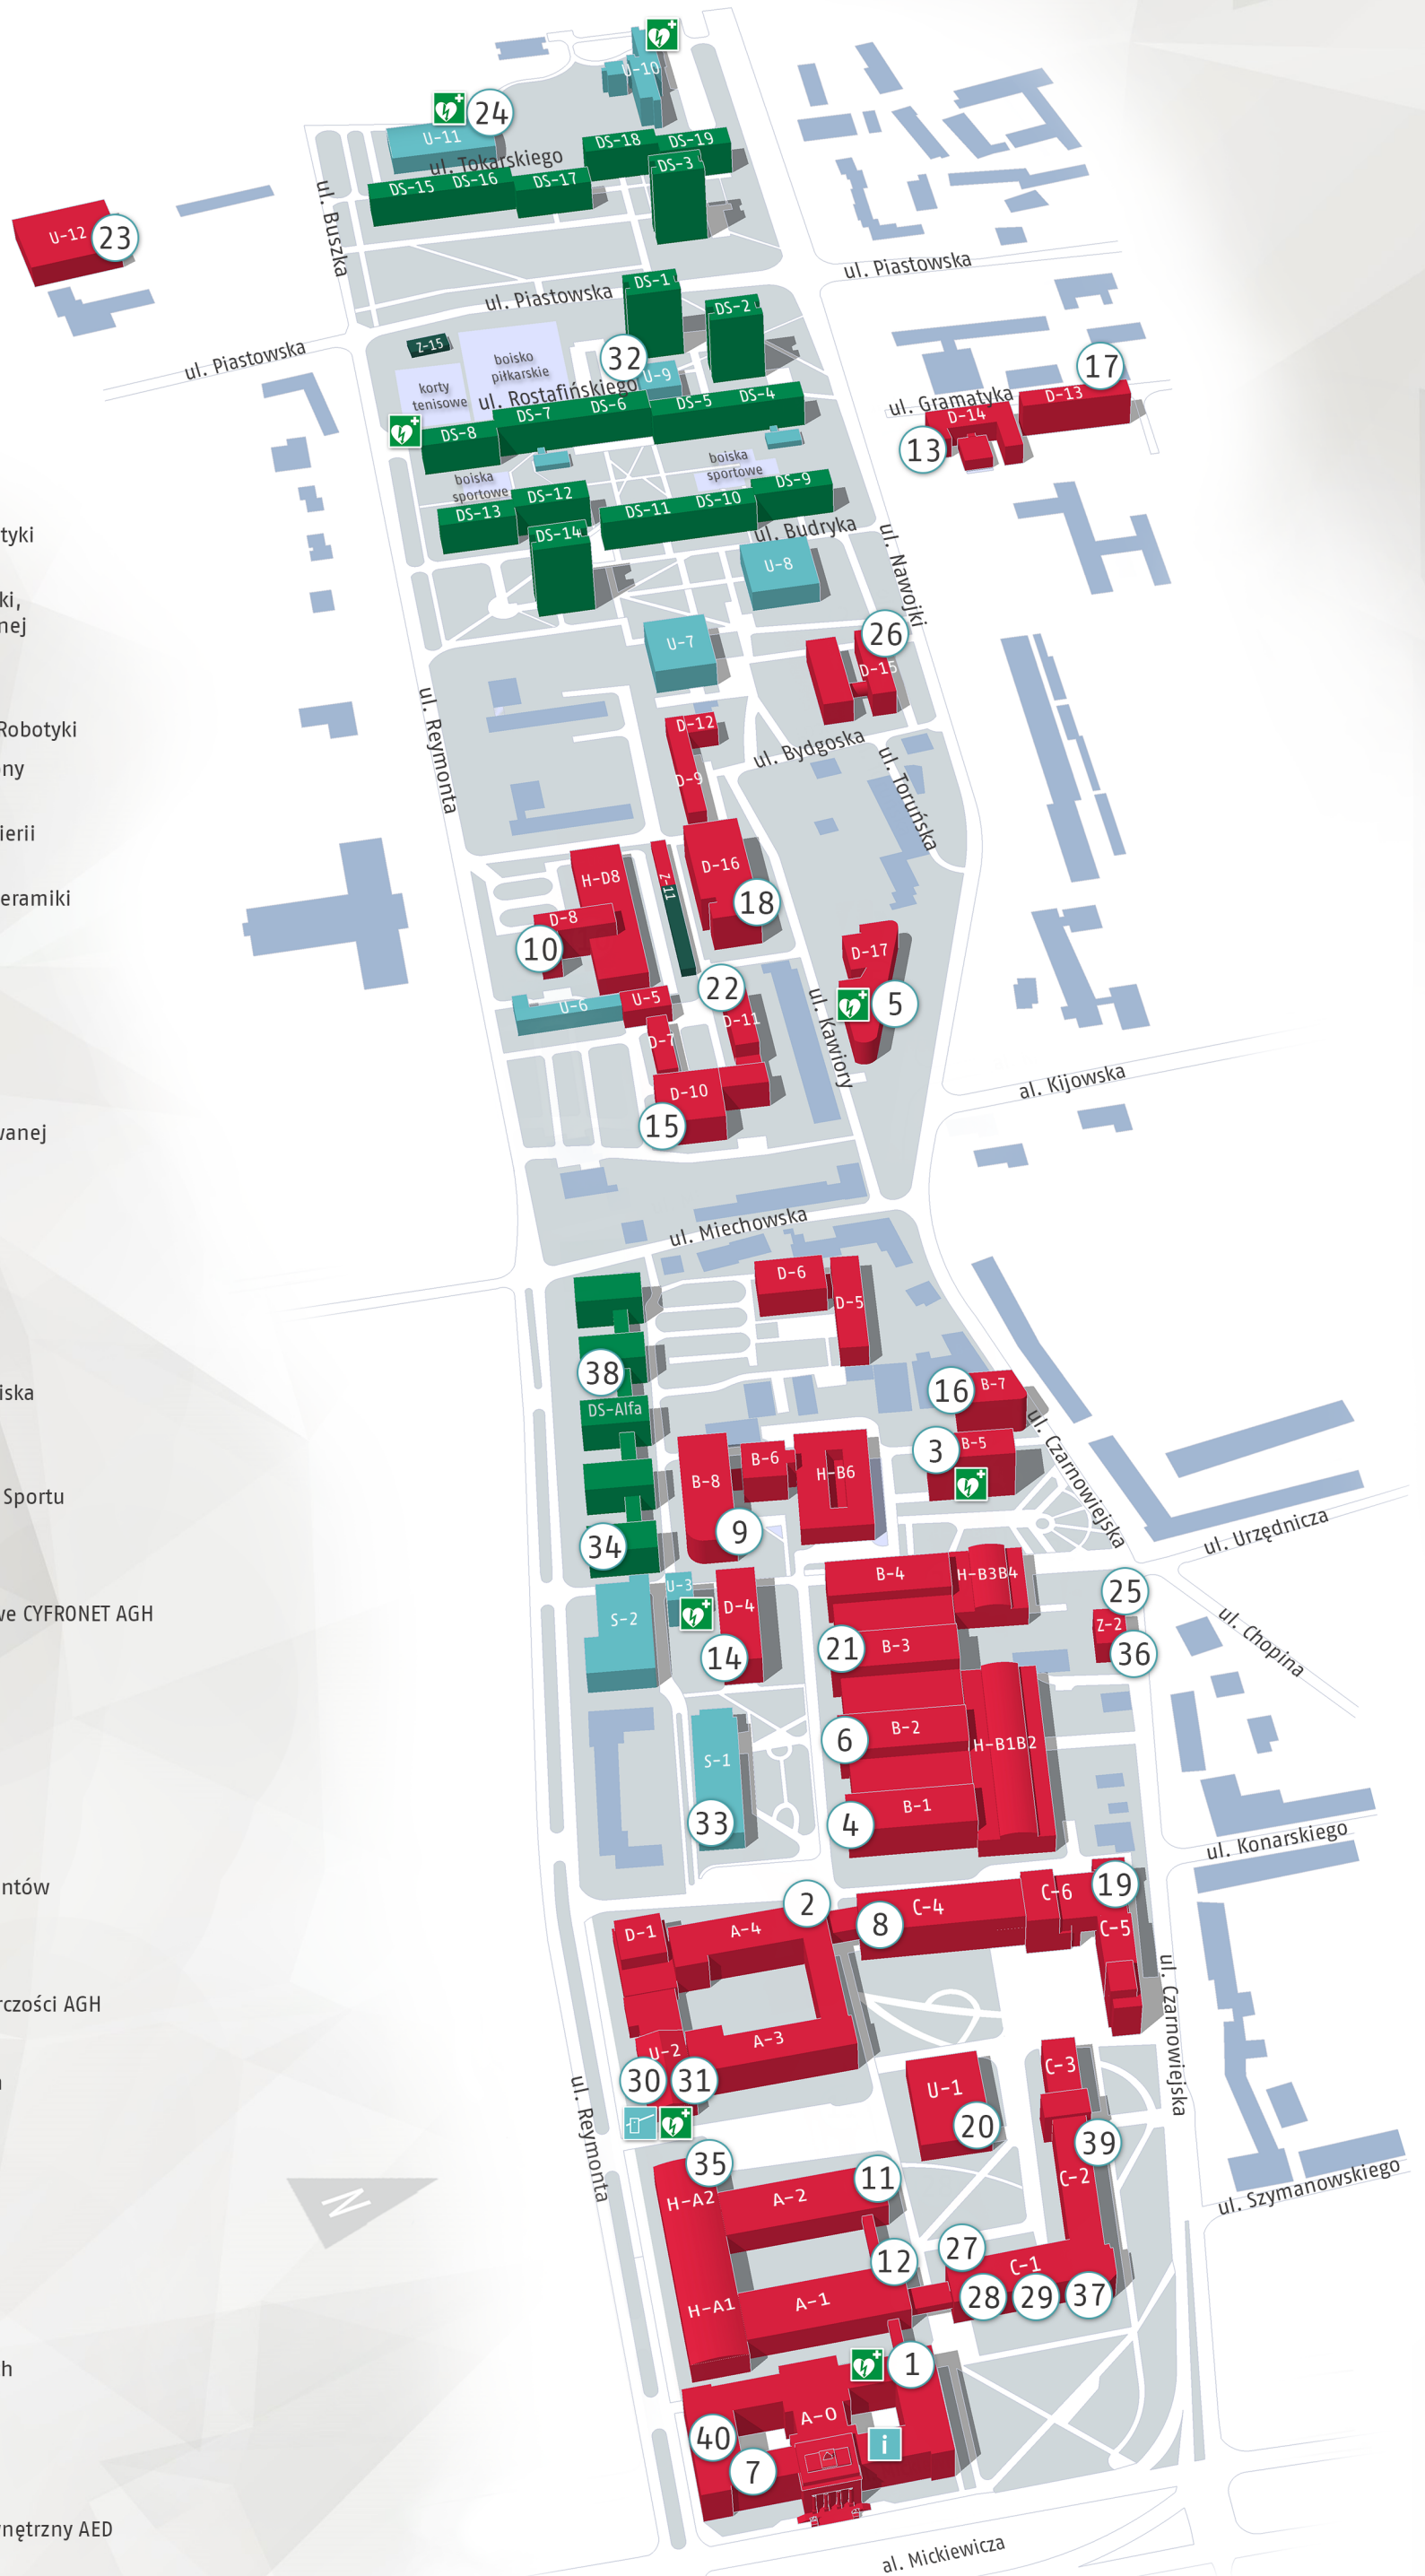 U-10
24
U-11
DS-18
DS-19
ul. Tokarskiego
DS-3
DS-15
DS-16
DS-17
ul. Buszka
U-12
23
ul. Piastowska
DS-1
ul. Piastowska
DS-2
Z-15
32
boisko
piłkarskie
ul. Piastowska
U-9
korty
tenisowe
ul. Rostafińskiego
17
ul. Gramatyka
D-13
D-14
13
DS-8
DS-7
DS-6
DS-5
DS-4
boiska
sportowe
boiska
sportowe
DS-9
DS-12
DS-13
DS-11
DS-10
DS-14
ul. Budryka
ul. Nawojki
tyki
U-8
ki,
nej
26
U-7
D-15
ul. Reymonta
Robotyki
D-12
ul. Bydgoska
ny
D-9
ul. Toruńska
ierii
eramiki
D-16
H-D8
Z-11
18
D-8
10
D-17
22
5
U-6
U-5
D-11
D-7
ul. Kawiory
al. Kijowska
D-10
15
wanej
ul. Miechowska
D-6
D-5
38
16
B-7
iska
DS-Alfa
3
B-5
ul. Czarnowiejska
B-8
B-6
H-B6
Sportu
9
ul. Urzędnicza
34
B-4
H-B3B4
U-3
D-4
25
we CYFRONET AGH
S-2
Z-2
ul. Chopina
21
B-3
36
14
6
B-2
H-B1B2
S-1
33
4
B-1
ul. Konarskiego
ntów
2
8
C-4
C-6
19
D-1
A-4
C-5
rczości AGH
ul. Czarnowiejska
A-3
U-2
30
31
C-3
U-1
ul. Reymonta
20
39
35
C-2
11
ul. Szymanowskiego
H-A2
A-2
N
12
27
C-1
28
29
37
H-A1
A-1
h
1
A-0
40
i
7
nętrzny AED
al. Mickiewicza